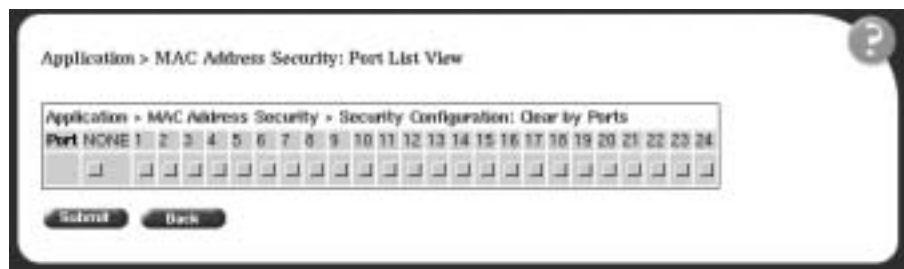 ?
Application > MAC Address Security: Port List View
Application > MAC Address Security > Security Configuration: Clear by Ports
Port NONE 1 2 3 4 5 6 7 8 9 10 11 12 13 14 15 16 17 18 19 20 21 22 23 24
Submit Back